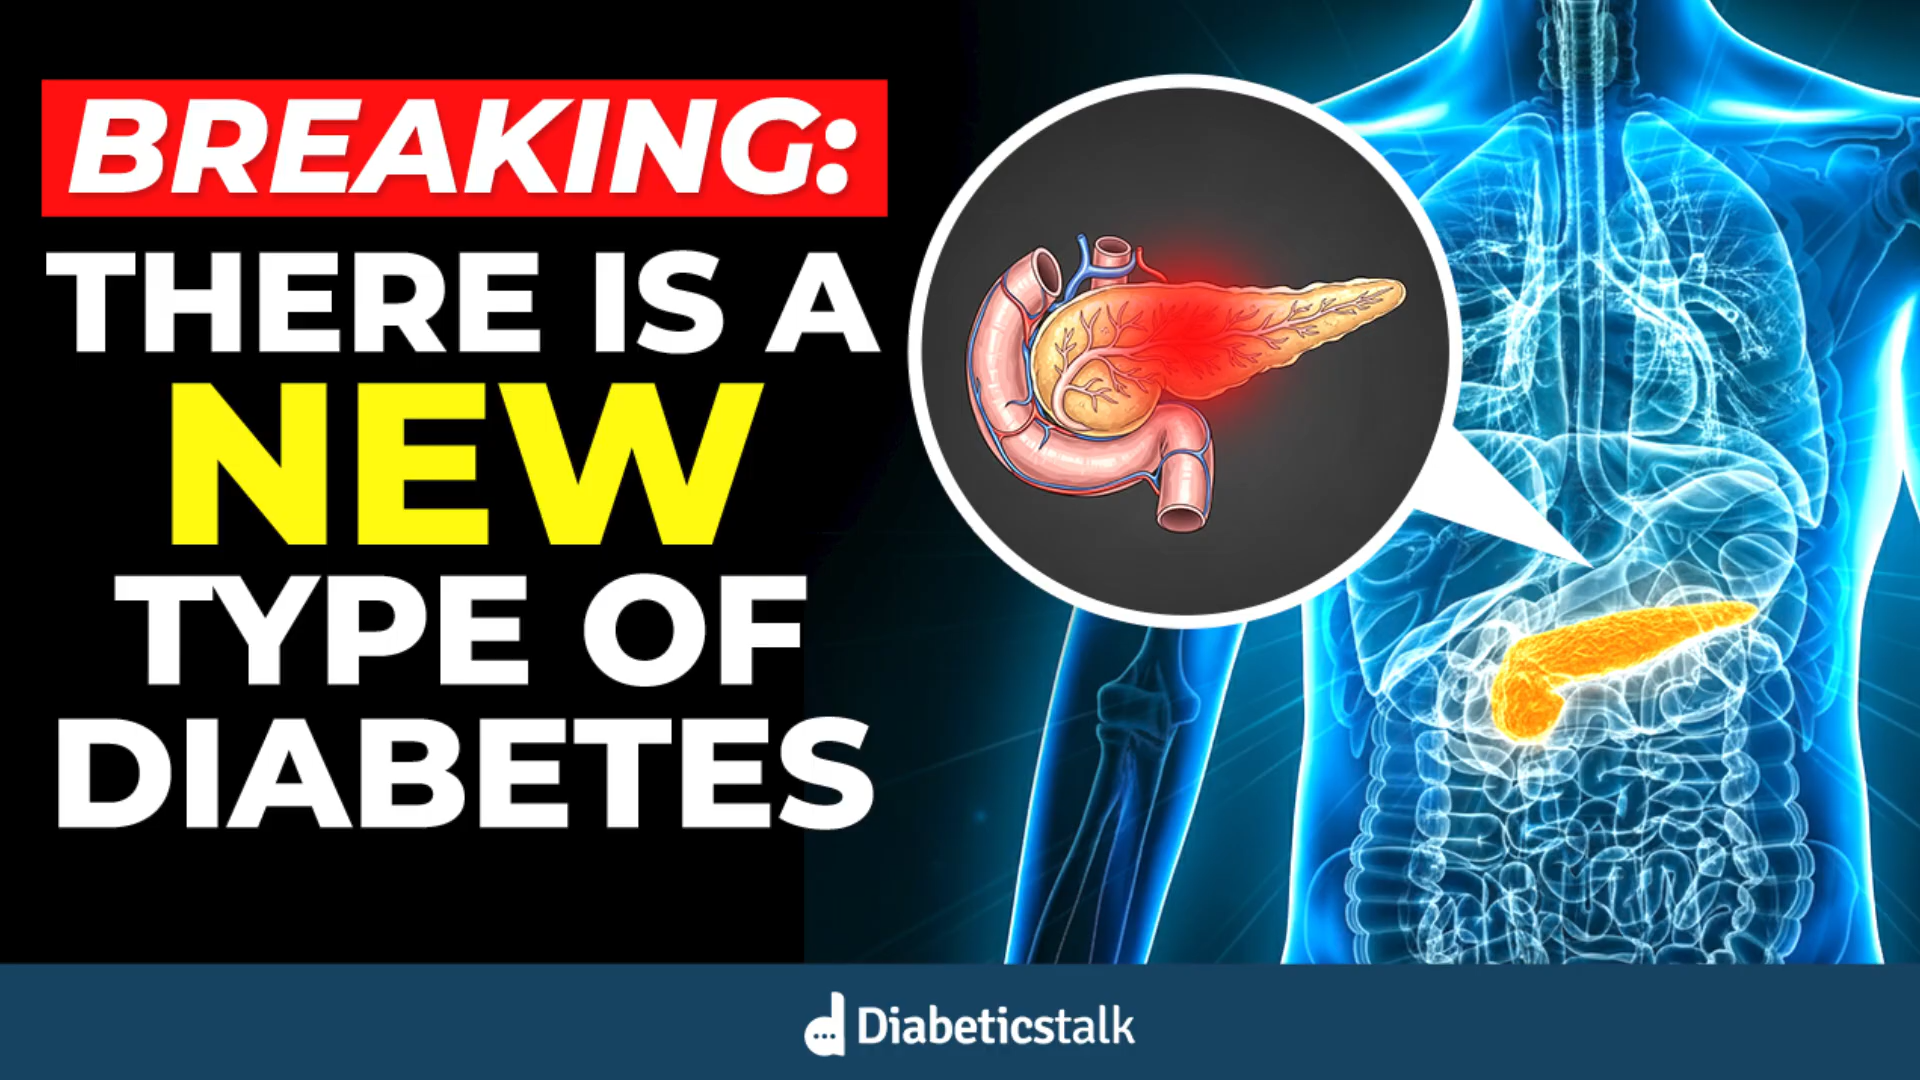 BREAKING:
THERE IS A
NEW
TYPE OF
DIABETES
Diabeticstalk